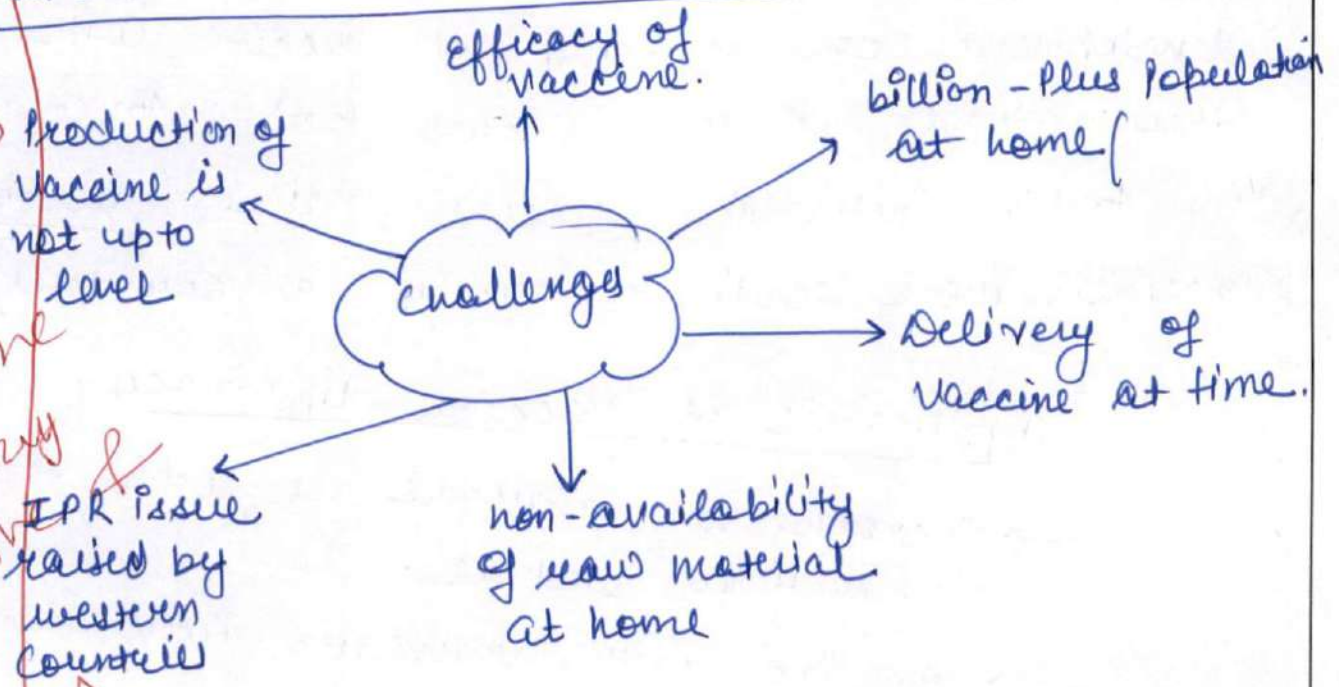 Efficacy of
vaccine.
billion - Plus Population
at home (
Production of
vaccine is
not upto
level
Challenges
Delivery of
vaccine at time.
IPR issue
raised by
western
Countries
non-availability
of raw material
at home
&